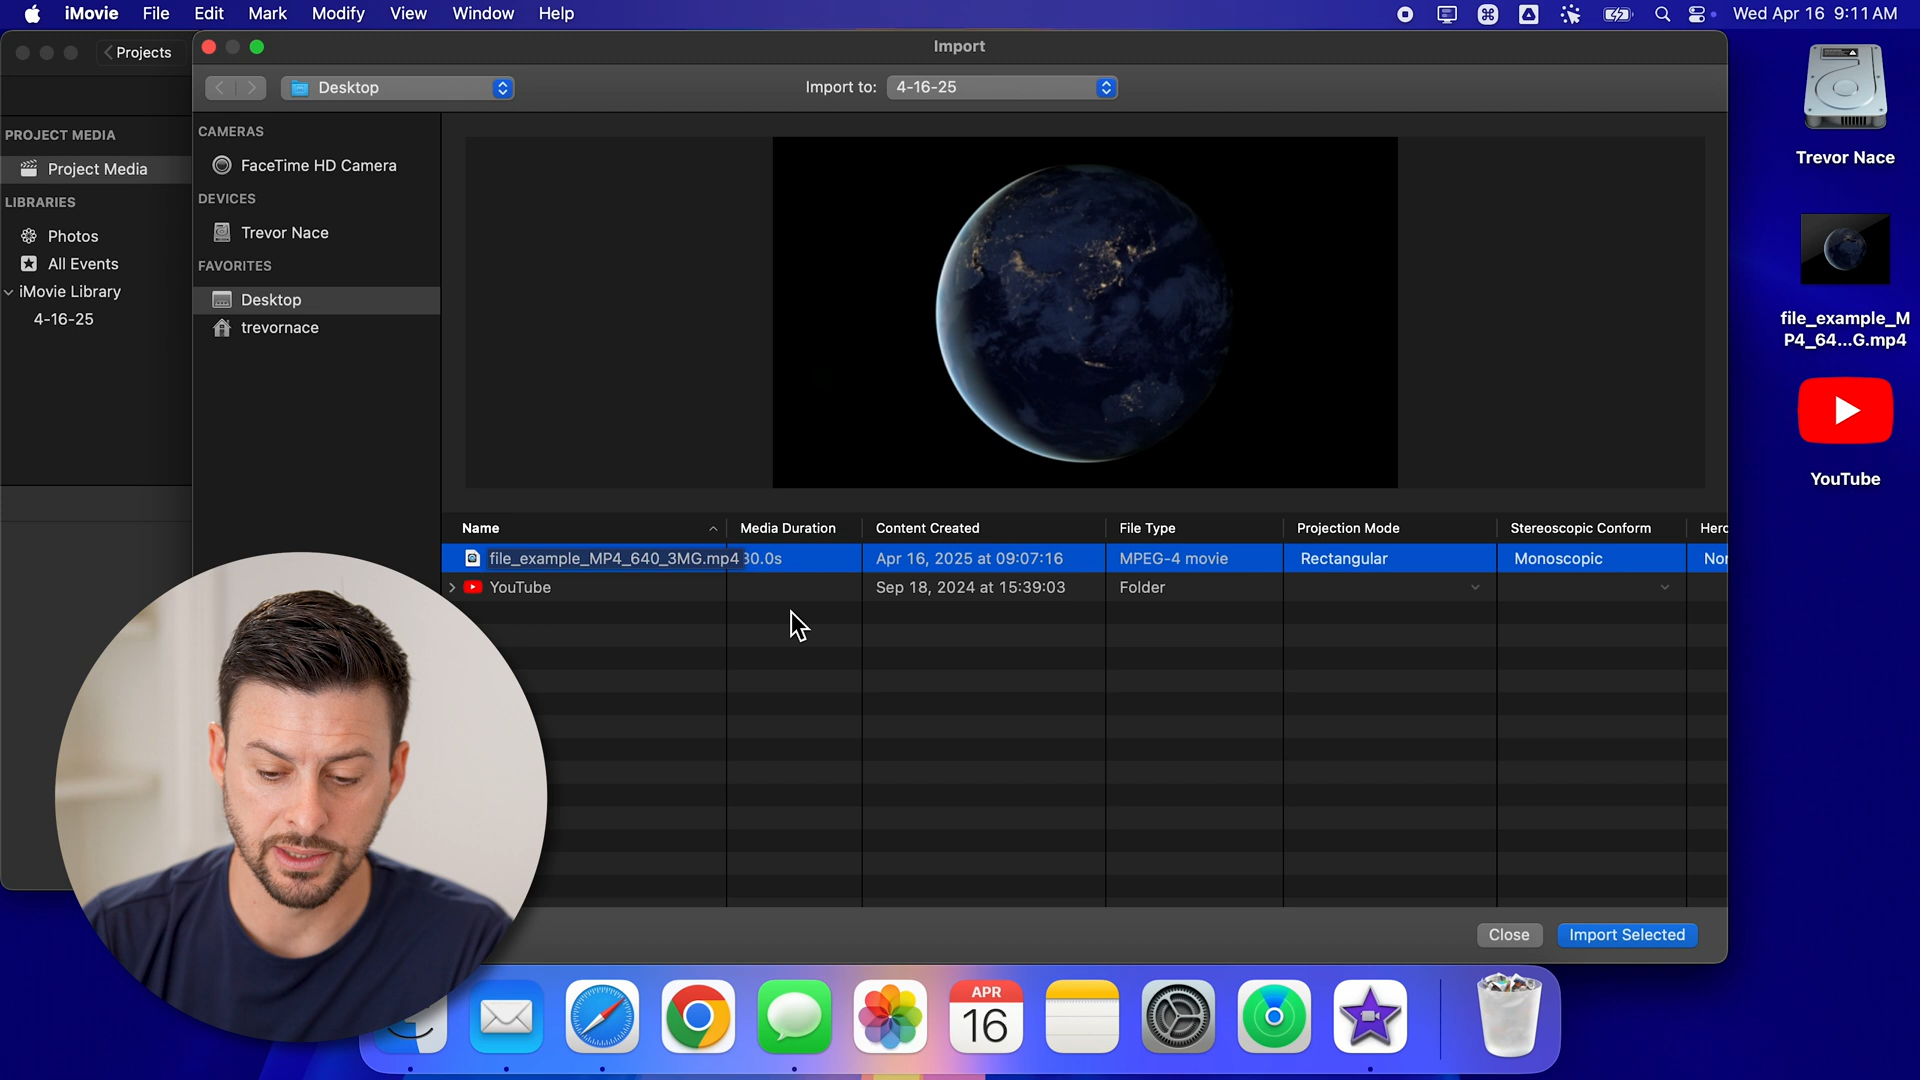 iMovie File Edit Mark Modify View Window Help
Wed Apr 16 9:11 AM
Projects
Import
Desktop
Import to: 4-16-25
PROJECT MEDIA
Project Media
LIBRARIES
Photos
All Events
iMovie Library
4-16-25
CAMERAS
FaceTime HD Camera
DEVICES
Trevor Nace
FAVORITES
Desktop
trevornace
Name Media Duration Content Created File Type Projection Mode Stereoscopic Conform
file_example_MP4_640_3MG.mp4 30.0s Apr 16, 2025 at 09:07:16 MPEG-4 movie Rectangular Monoscopic
YouTube Sep 18, 2024 at 15:39:03 Folder
Close Import Selected
Trevor Nace
file_example_M
P4_64...G.mp4
YouTube
APR
16